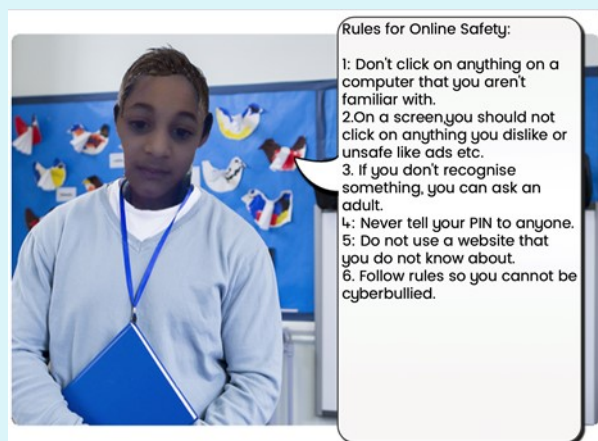 Rules for Online Safety:
1: Don't click on anything on a
computer that you aren't
familiar with.
2.On a screen,you should not
click on anything you dislike or
unsafe like ads etc.
3. If you don't recognise
something, you can ask an
adult.
4: Never tell your PIN to anyone.
5: Do not use a website that
you do not know about.
6. Follow rules so you cannot be
cyberbullied.